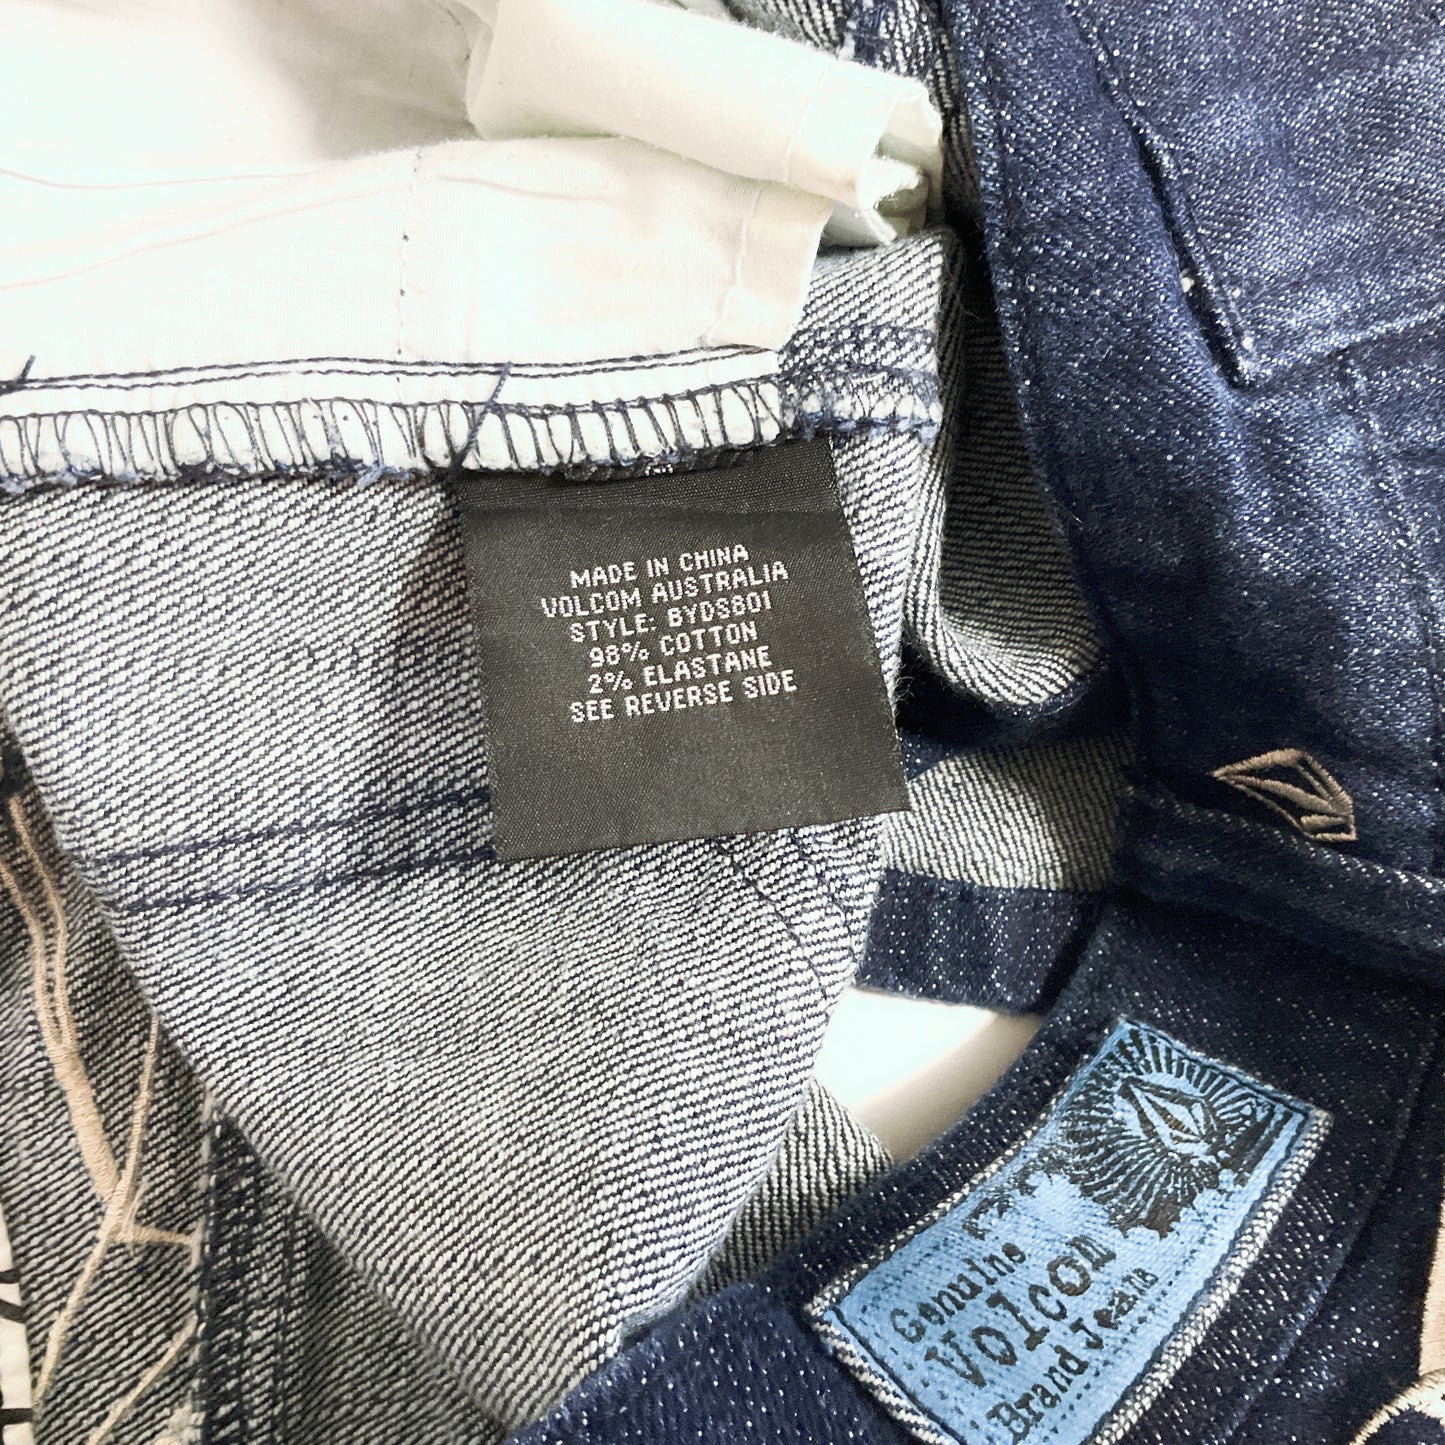 MADE IN CHINA
VOLCOM AUSTRALIA
STYLE: BYDS801
98% COTTON
2% ELASTANE
SEE REVERSE SIDE
Genuine
Volcom
Brand Jeans